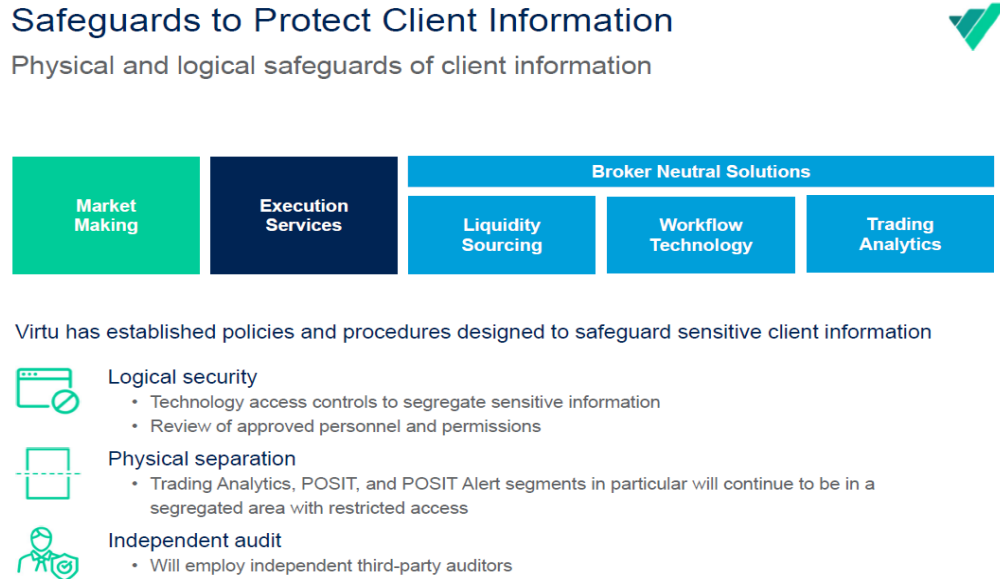 Safeguards to Protect Client Information
Physical and logical safeguards of client information
Market
Making
Execution
Services
Broker Neutral Solutions
Liquidity
Sourcing
Workflow
Technology
Trading
Analytics
Virtu has established policies and procedures designed to safeguard sensitive client information
Logical security
• Technology access controls to segregate sensitive information
• Review of approved personnel and permissions
Physical separation
• Trading Analytics, POSIT, and POSIT Alert segments in particular will continue to be in a
segregated area with restricted access
Independent audit
• Will employ independent third-party auditors